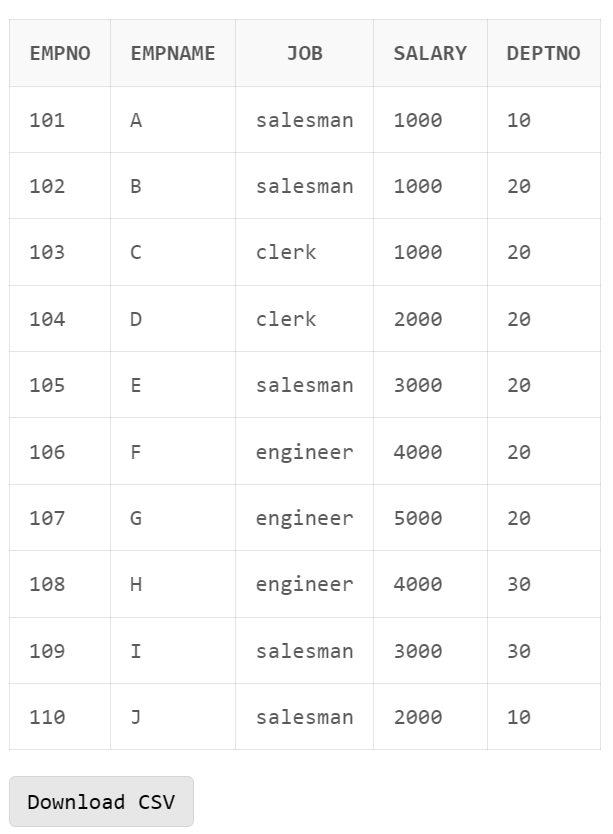 EMPNO EMPNAME JOB SALARY DEPTNO
101 A salesman 1000 10
102 B salesman 1000 20
103 C clerk 1000 20
104 D clerk 2000 20
105 E salesman 3000 20
106 F engineer 4000 20
107 G engineer 5000 20
108 H engineer 4000 30
109 I salesman 3000 30
110 J salesman 2000 10
Download CSV